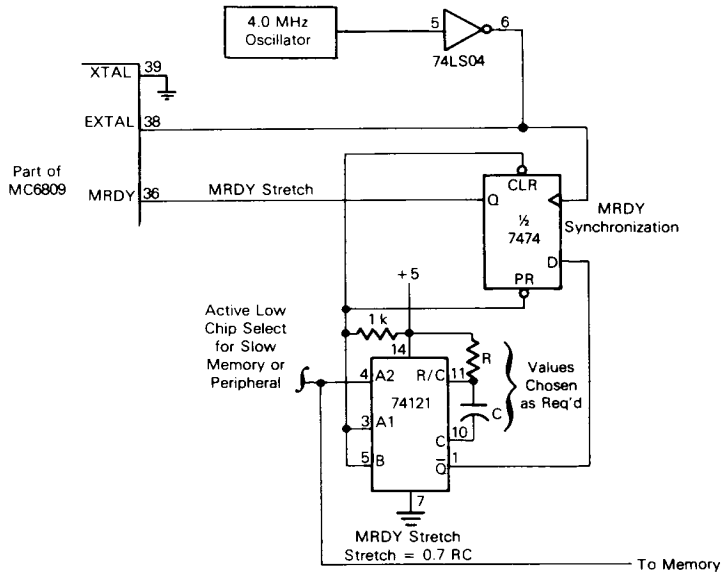 4.0 MHz
Oscillator
5
6
74LS04
XTAL
39
EXTAL
38
Part of
MC6809
MRDY
36
MRDY Stretch
CLR
Q
½
7474
D
PR
MRDY
Synchronization
+5
Active Low
Chip Select
for Slow
Memory or
Peripheral
1 k
14
R
4
A2
R/C
11
74121
C
Values
Chosen
as Req'd
3
A1
10
C
5
B
Q̅
1
7
MRDY Stretch
Stretch = 0.7 RC
To Memory